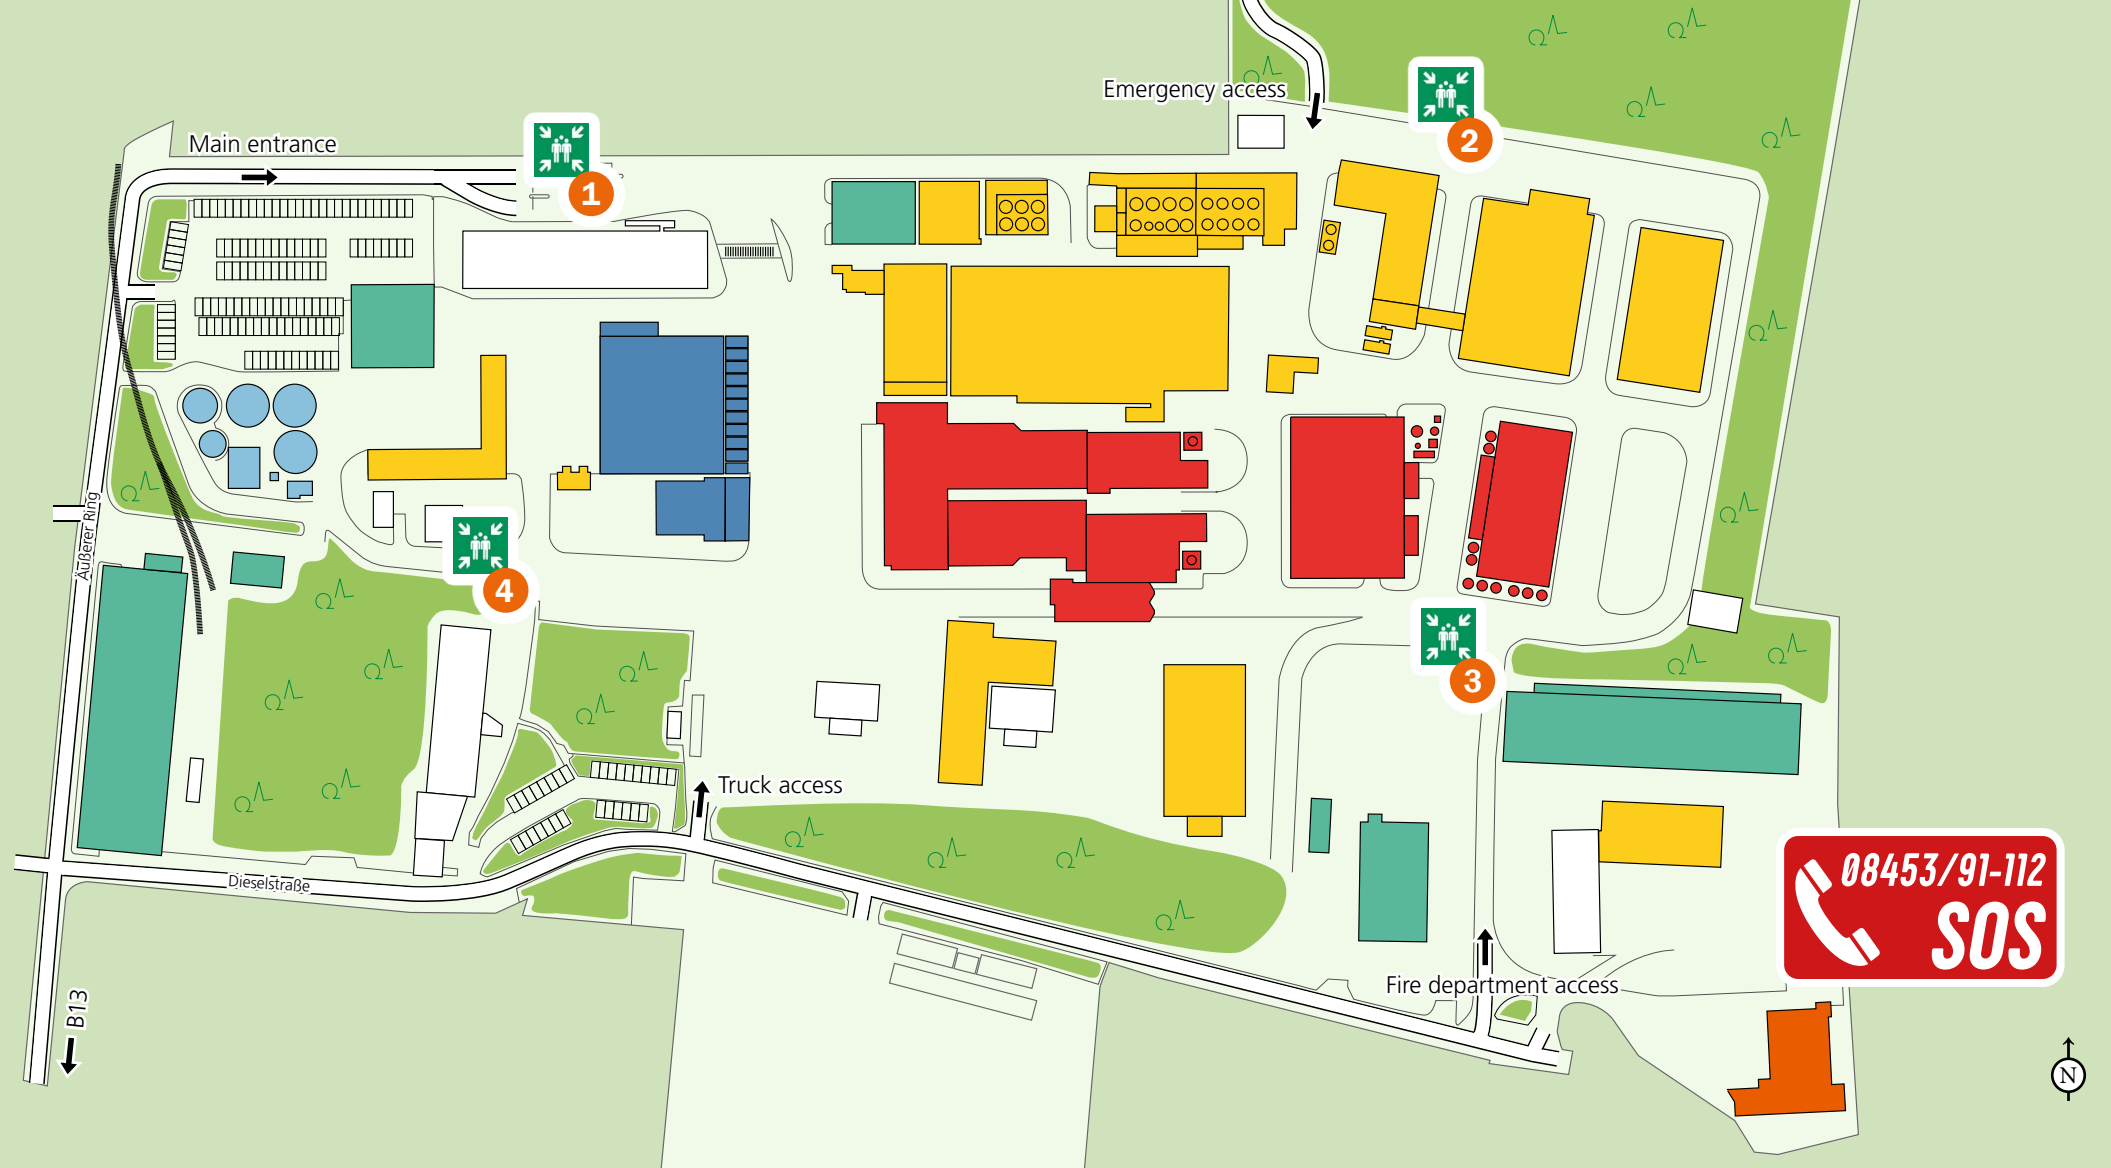 Emergency access
2
Main entrance
1
Äußerer Ring
4
3
Truck access
08453/91-112
SOS
Dieselstraße
Fire department access
B13
N